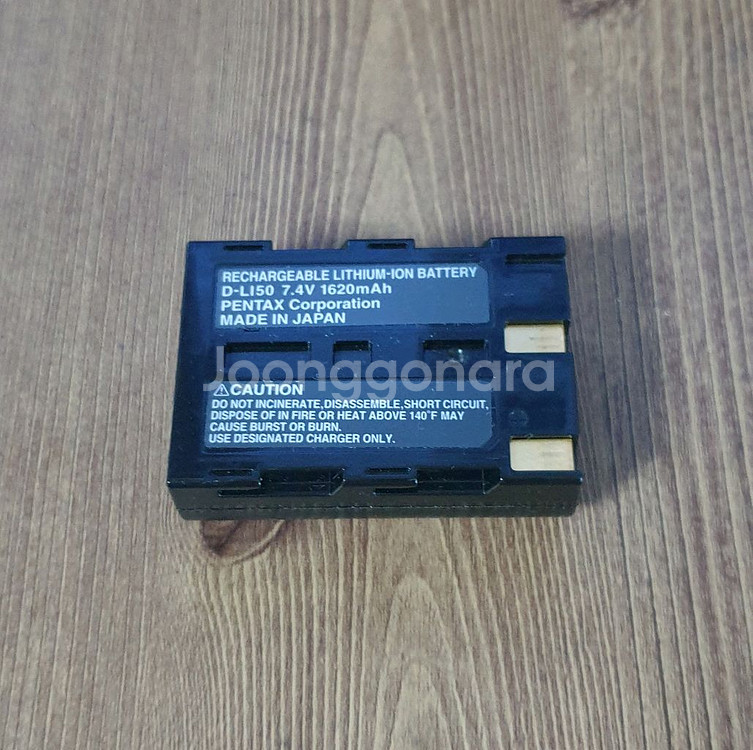 RECHARGEABLE LITHIUM-ION BATTERY
D-LI50 7.4V 1620mAh
PENTAX Corporation
MADE IN JAPAN
Joonggonara
⚠CAUTION
DO NOT INCINERATE,DISASSEMBLE,SHORT CIRCUIT,
DISPOSE OF IN FIRE OR HEAT ABOVE 140°F MAY
CAUSE BURST OR BURN.
USE DESIGNATED CHARGER ONLY.